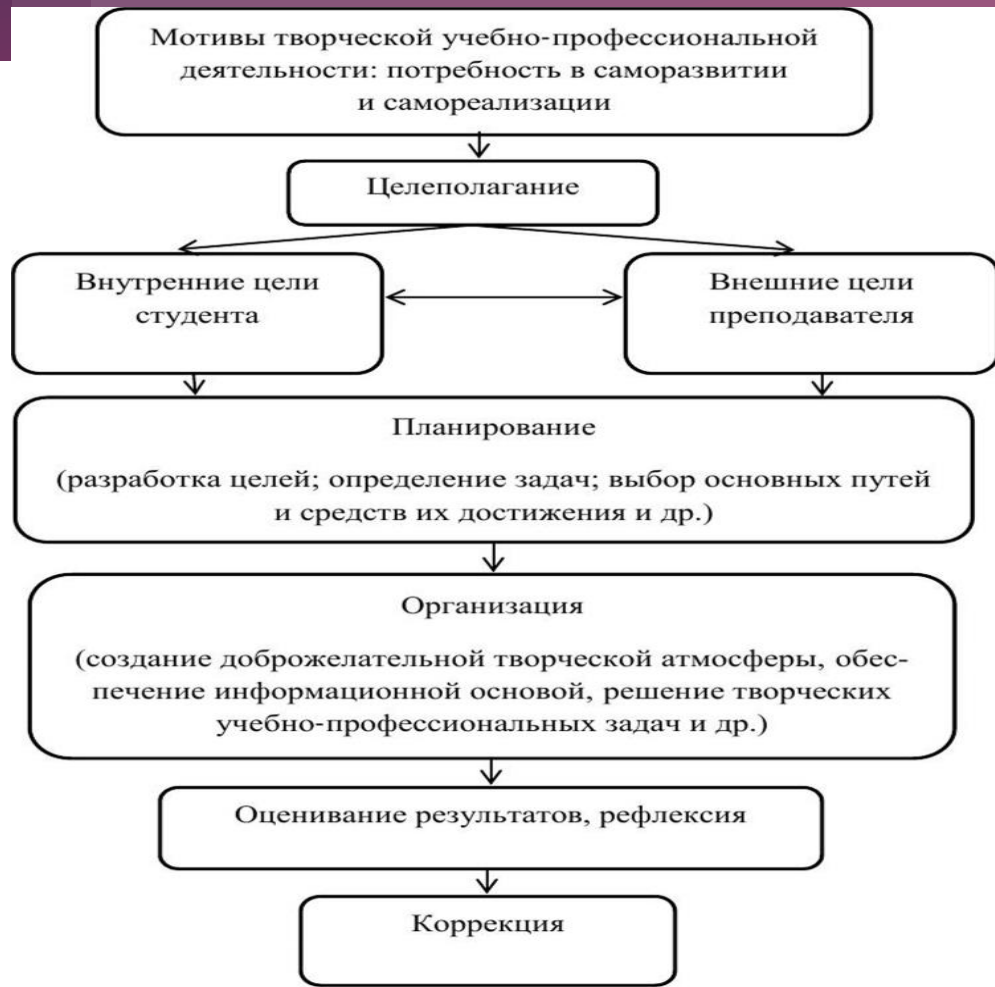 Мотивы творческой учебно-профессиональной
деятельности: потребность в саморазвитии
и самореализации
Целеполагание
Внутренние цели
студента
Внешние цели
преподавателя
Планирование
(разработка целей; определение задач; выбор основных путей
и средств их достижения и др.)
Организация
(создание доброжелательной творческой атмосферы, обес-
печение информационной основой, решение творческих
учебно-профессиональных задач и др.)
Оценивание результатов, рефлексия
Коррекция